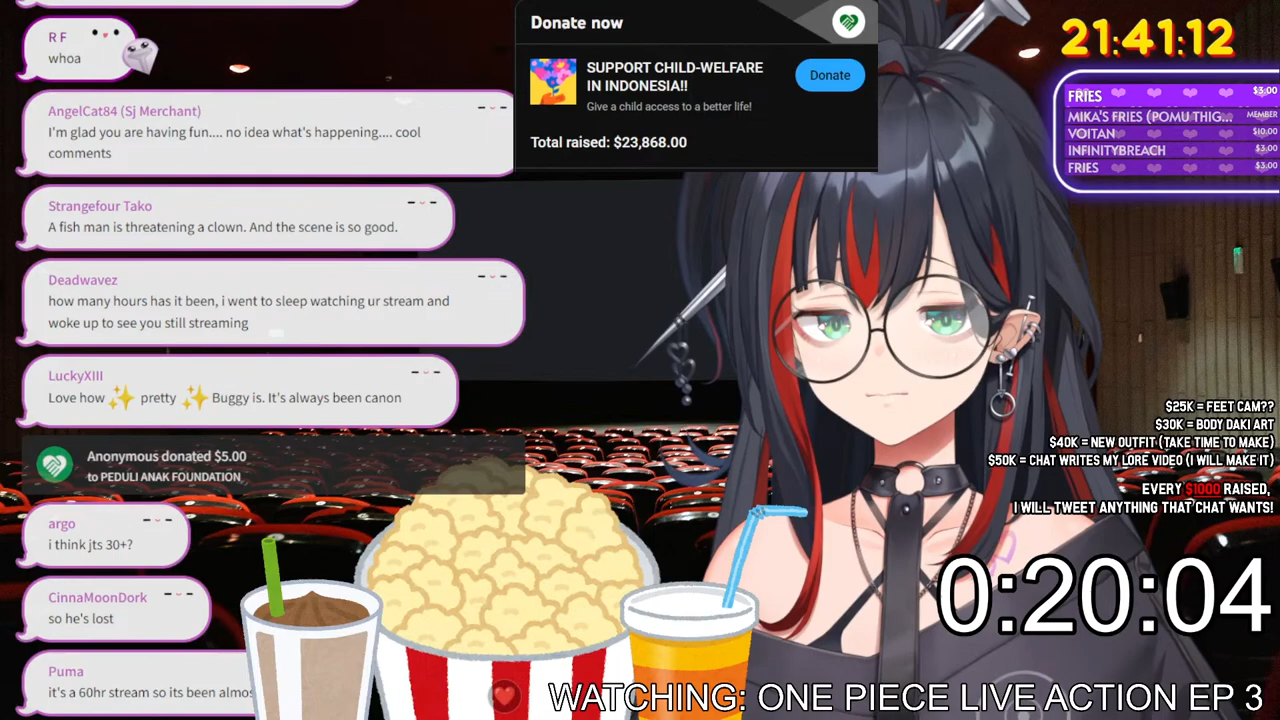 R F
whoa
AngelCat84 (Sj Merchant)
I'm glad you are having fun.... no idea what's happening.... cool
comments
Strangefour Tako
A fish man is threatening a clown. And the scene is so good.
Deadwavez
how many hours has it been, i went to sleep watching ur stream and
woke up to see you still streaming
LuckyXIII
Love how ✨ pretty ✨ Buggy is. It's always been canon
Anonymous donated $5.00
to PEDULI ANAK FOUNDATION
argo
i think jts 30+?
CinnaMoonDork
so he's lost
Puma
it's a 60hr stream so its been almos
Donate now
SUPPORT CHILD-WELFARE
IN INDONESIA!!
Donate
Give a child access to a better life!
Total raised: $23,868.00
21:41:12
FRIES $3.00
MIKA'S FRIES (POMU THIG... MEMBER
VOITAN $10.00
INFINITYBREACH $3.00
FRIES $3.00
$25K = FEET CAM??
$30K = BODY DAKI ART
$40K = NEW OUTFIT (TAKE TIME TO MAKE)
$50K = CHAT WRITES MY LORE VIDEO (I WILL MAKE IT)
EVERY $1000 RAISED,
I WILL TWEET ANYTHING THAT CHAT WANTS!
0:20:04
WATCHING: ONE PIECE LIVE ACTION EP 3